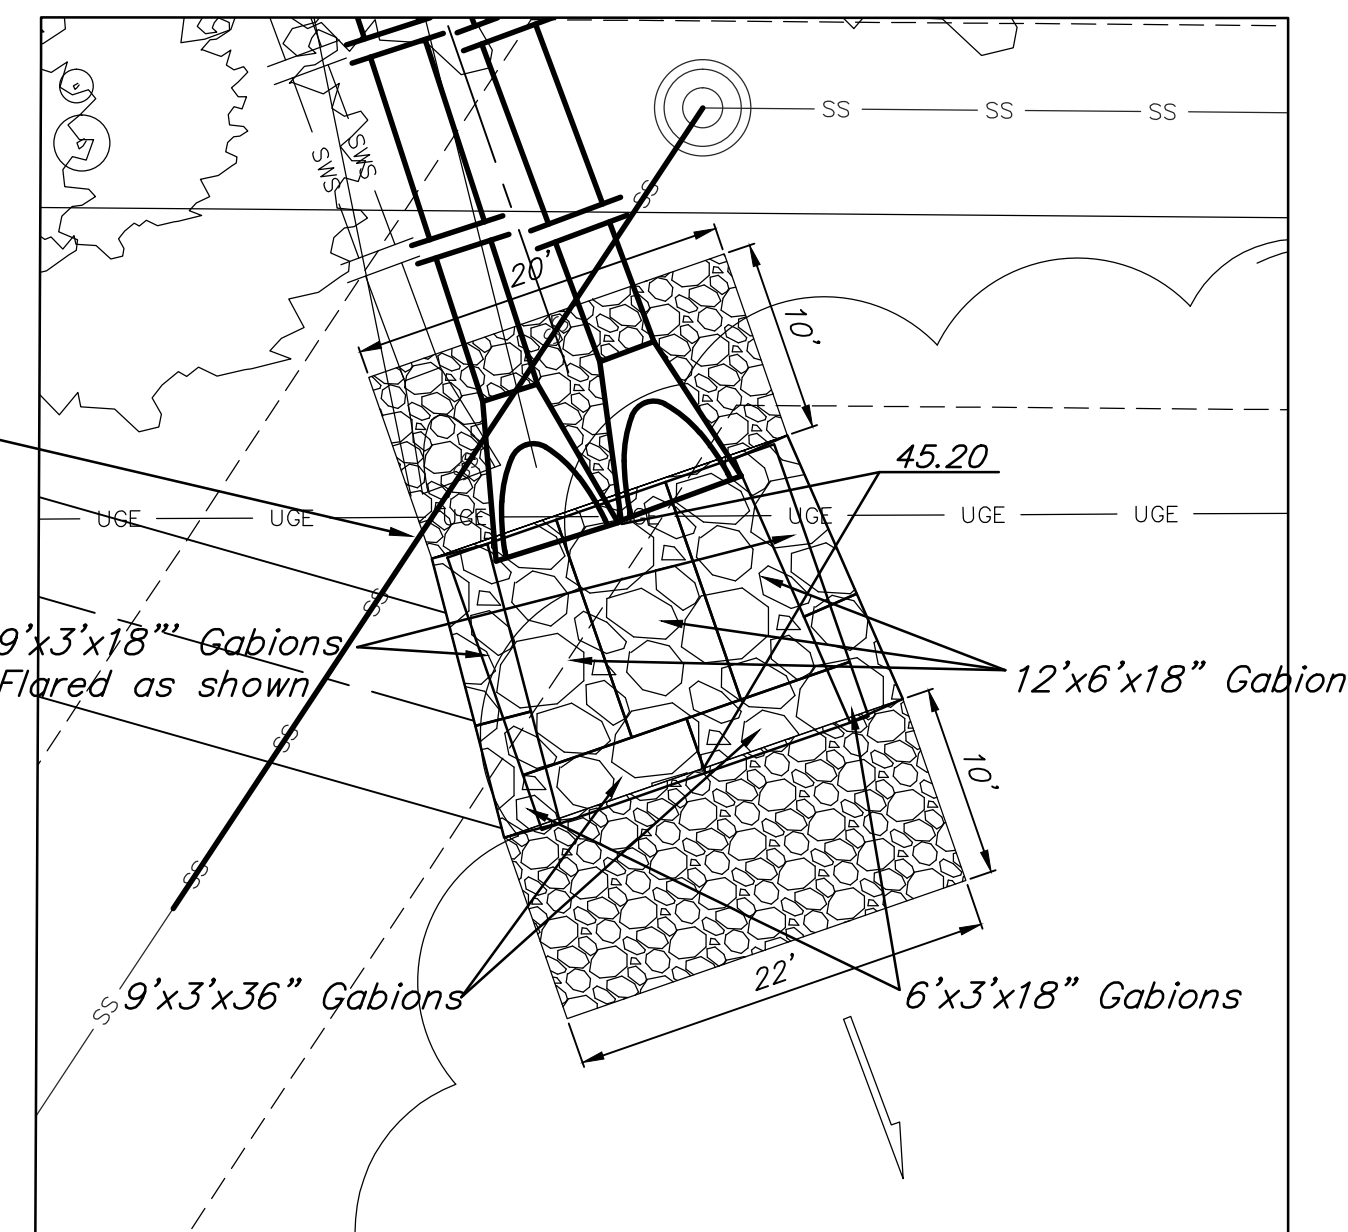 SS SS SS
SWS SWS
SS
20'
10'
SS
45.20
UGE UGE UGE UGE UGE UGE
SS
9'x3'x18"' Gabions
Flared as shown
12'x6'x18" Gabion
SS
10'
SS
22'
9'x3'x36" Gabions
6'x3'x18" Gabions
SS